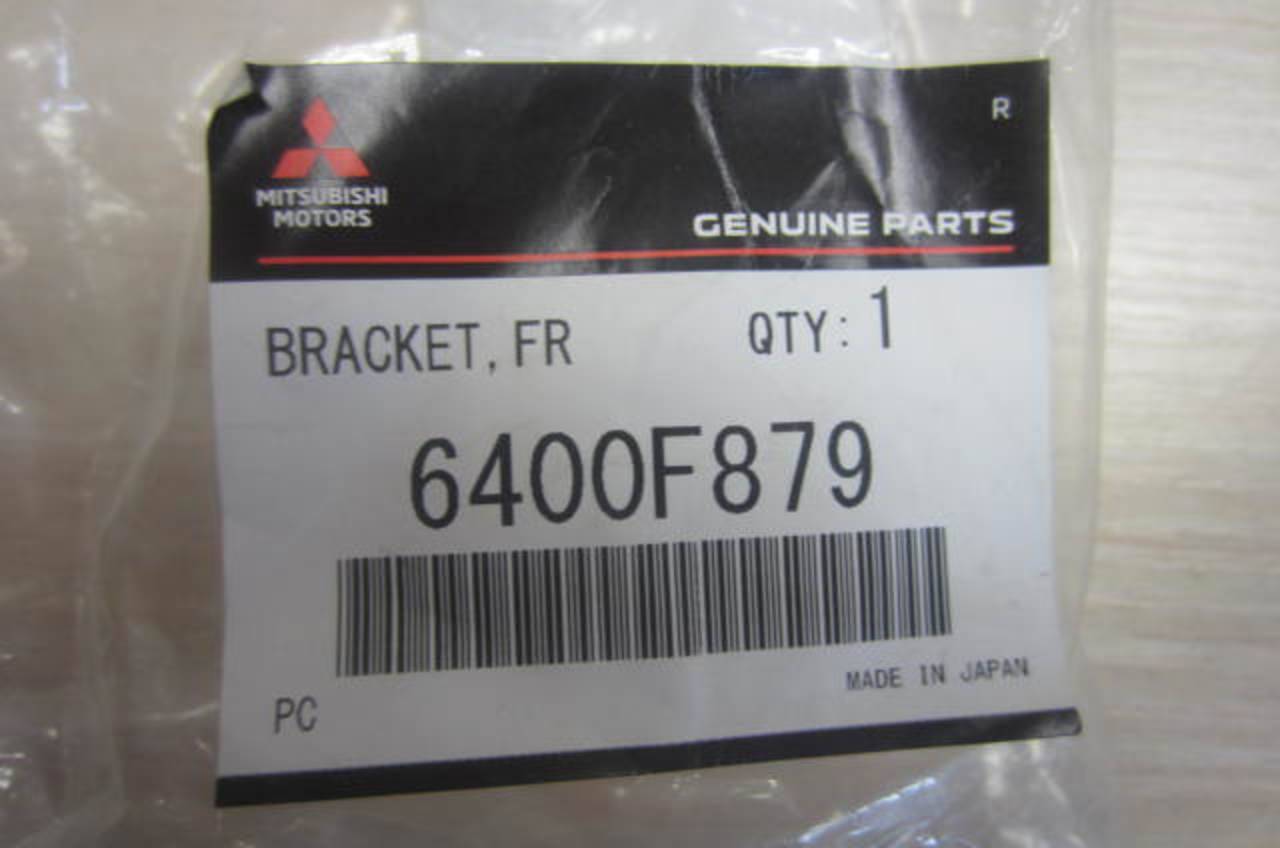 R
MITSUBISHI
MOTORS
GENUINE PARTS
BRACKET, FR QTY: 1
6400F879
MADE IN JAPAN
PC